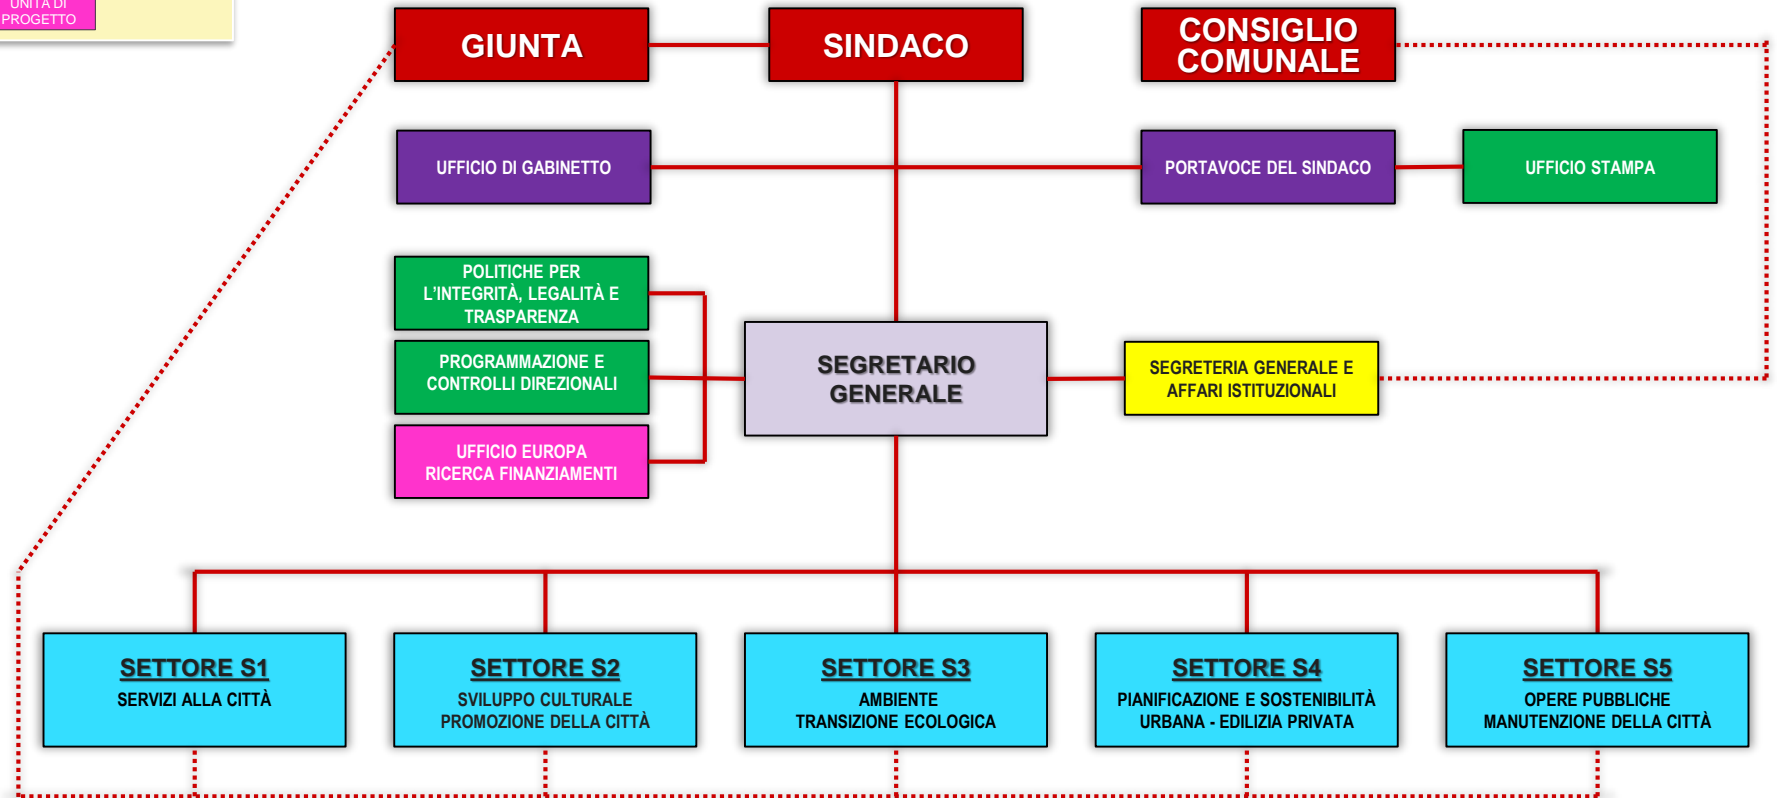 UNITÀ DI
PROGETTO
GIUNTA
SINDACO
CONSIGLIO
COMUNALE
UFFICIO DI GABINETTO
PORTAVOCE DEL SINDACO
UFFICIO STAMPA
POLITICHE PER
L'INTEGRITÀ, LEGALITÀ E
TRASPARENZA
PROGRAMMAZIONE E
CONTROLLI DIREZIONALI
UFFICIO EUROPA
RICERCA FINANZIAMENTI
SEGRETARIO
GENERALE
SEGRETERIA GENERALE E
AFFARI ISTITUZIONALI
SETTORE S1
SERVIZI ALLA CITTÀ
SETTORE S2
SVILUPPO CULTURALE
PROMOZIONE DELLA CITTÀ
SETTORE S3
AMBIENTE
TRANSIZIONE ECOLOGICA
SETTORE S4
PIANIFICAZIONE E SOSTENIBILITÀ
URBANA - EDILIZIA PRIVATA
SETTORE S5
OPERE PUBBLICHE
MANUTENZIONE DELLA CITTÀ